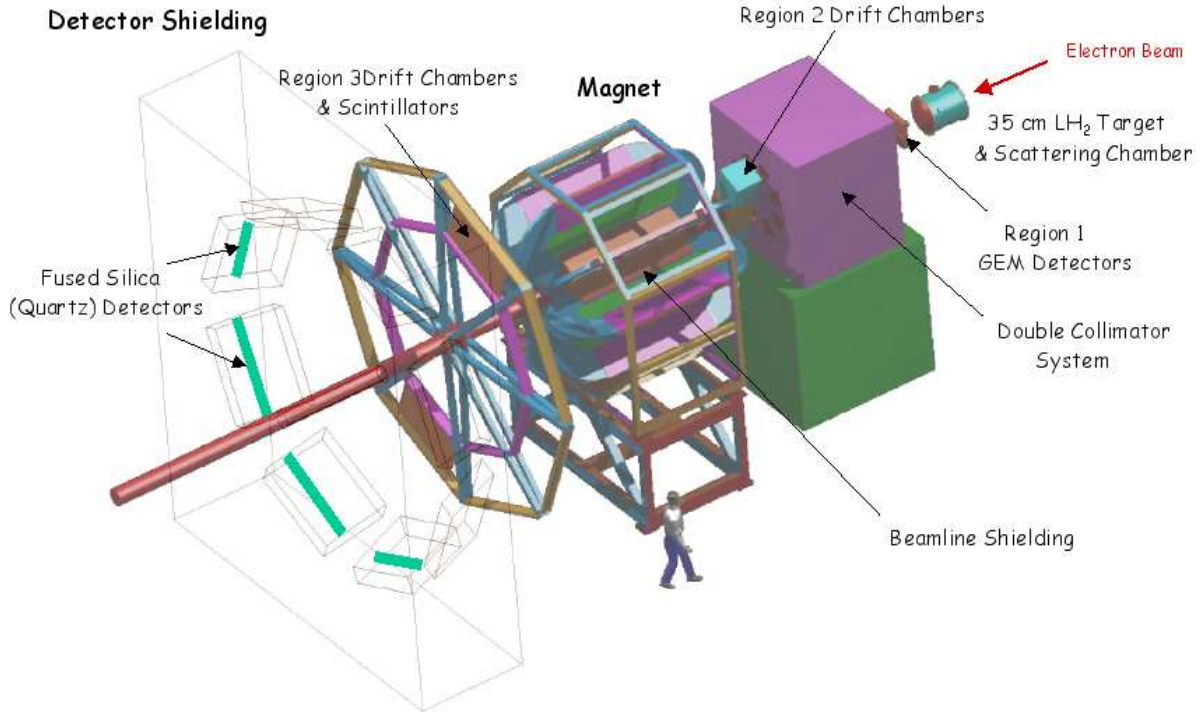 Detector Shielding
Region 2 Drift Chambers
Electron Beam
Region 3Drift Chambers
& Scintillators
Magnet
35 cm LH₂ Target
& Scattering Chamber
Region 1
GEM Detectors
Fused Silica
(Quartz) Detectors
Double Collimator
System
Beamline Shielding